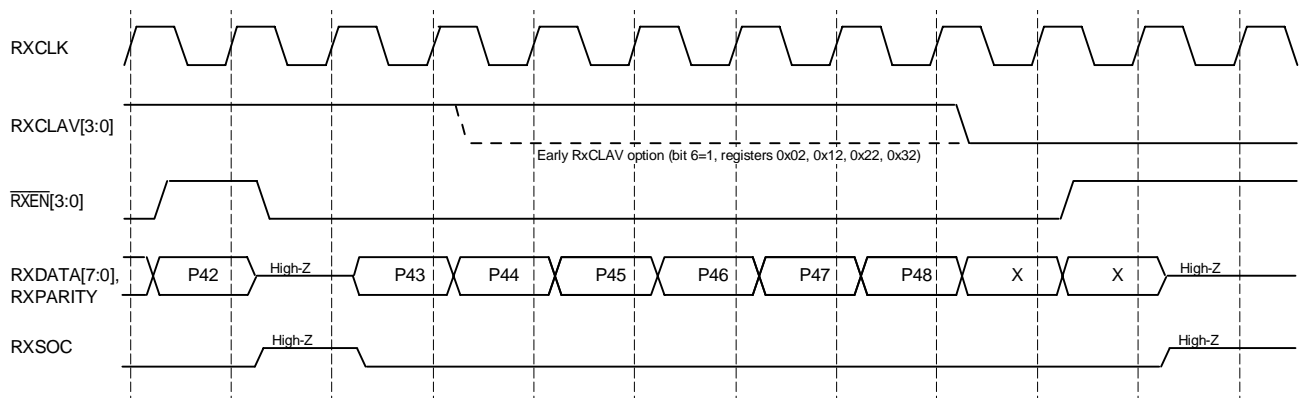 RXCLK
RXCLAV[3:0]
Early RxCLAV option (bit 6=1, registers 0x02, 0x12, 0x22, 0x32)
RXEN[3:0]
RXDATA[7:0],
RXPARITY
P42 High-Z P43 P44 P45 P46 P47 P48 X X High-Z
RXSOC
High-Z High-Z